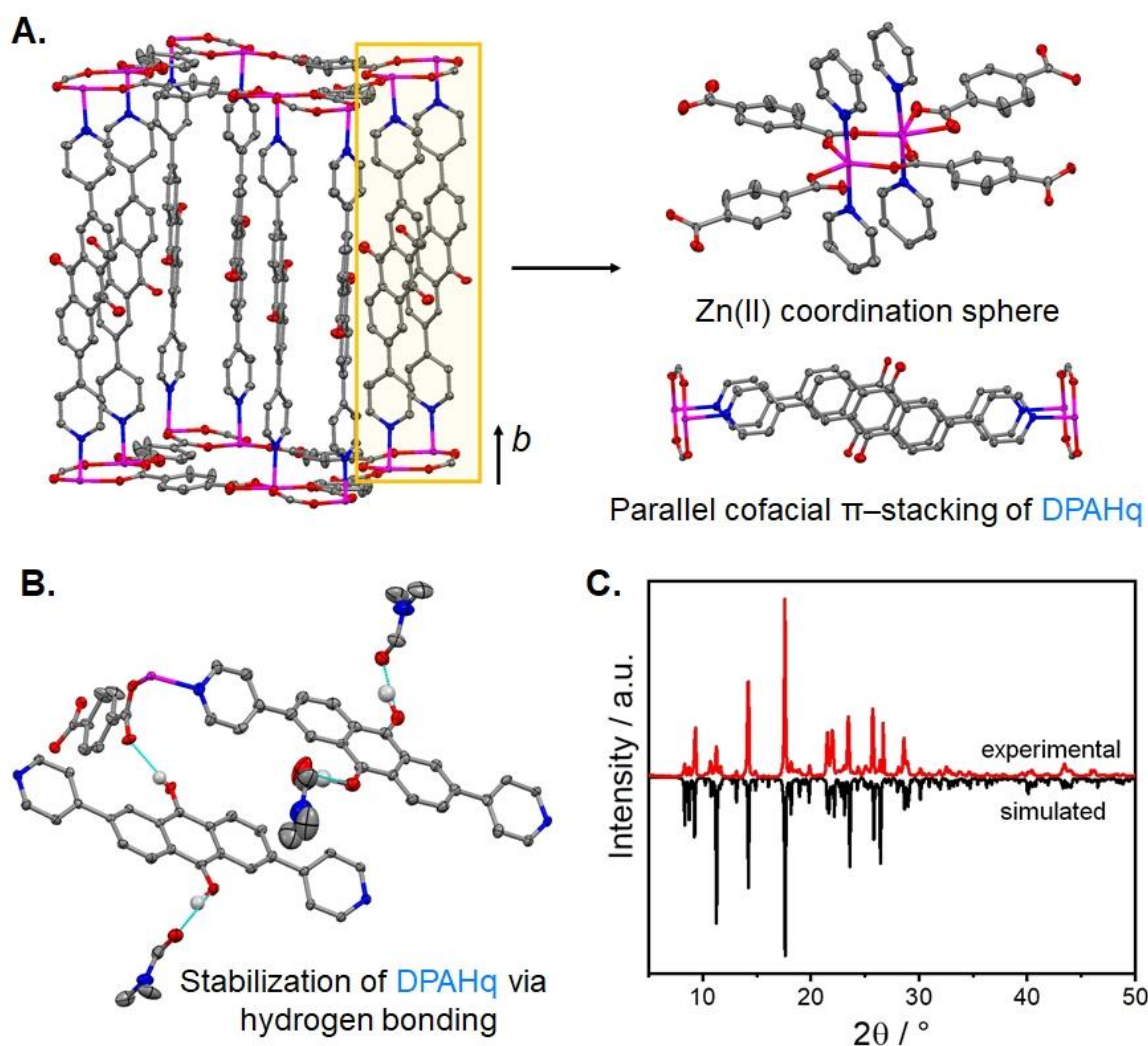 A.
b
Zn(II) coordination sphere
Parallel cofacial π–stacking of DPAHq
B.
Stabilization of DPAHq via
hydrogen bonding
C.
Intensity / a.u.
experimental
simulated
10 20 30 40 50
2θ / °